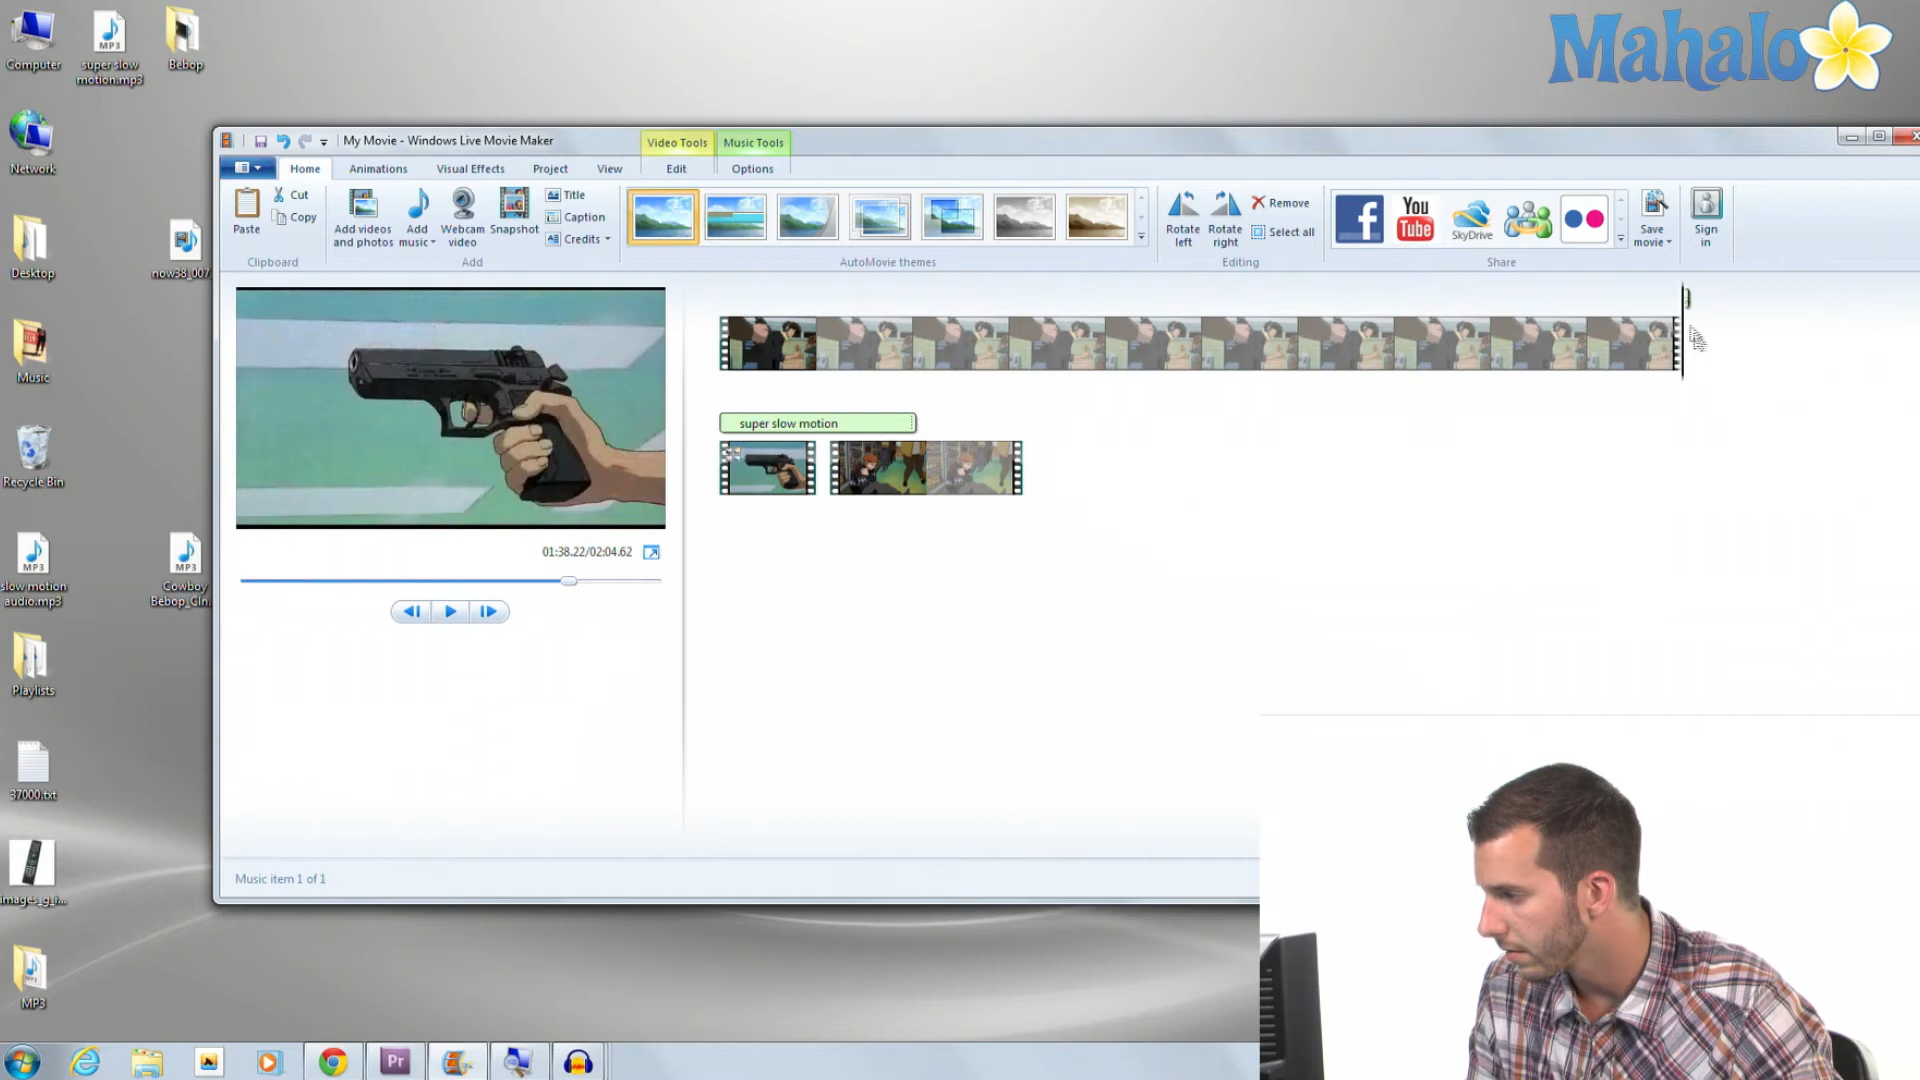 Mahalo
Computer
super slow
motion.mp3
Bebop
Network
Desktop
now38_007
Music
Recycle Bin
slow motion
audio.mp3
Cowboy
Bebop_Cln...
Playlists
37000.txt
images_g_i...
MP3
My Movie - Windows Live Movie Maker
Video Tools
Music Tools
Home
Animations
Visual Effects
Project
View
Edit
Options
Paste
Cut
Copy
Clipboard
Add videos
and photos
Add
music
Webcam
video
Snapshot
Title
Caption
Credits
Add
AutoMovie themes
Rotate
left
Rotate
right
Remove
Select all
Editing
You
Tube
SkyDrive
Share
Save
movie
Sign
in
super slow motion
01:38.22/02:04.62
Music item 1 of 1
Pr